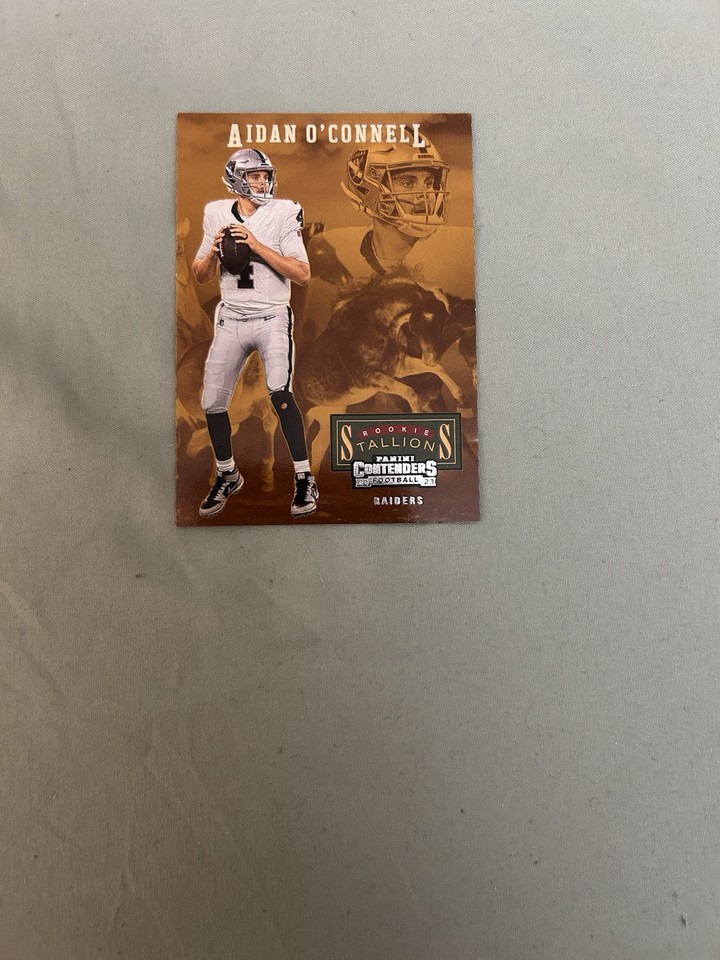 AIDAN O'CONNELL
4
ROOKIE
STALLIONS
PANINI
CONTENDERS
FOOTBALL 23
RAIDERS